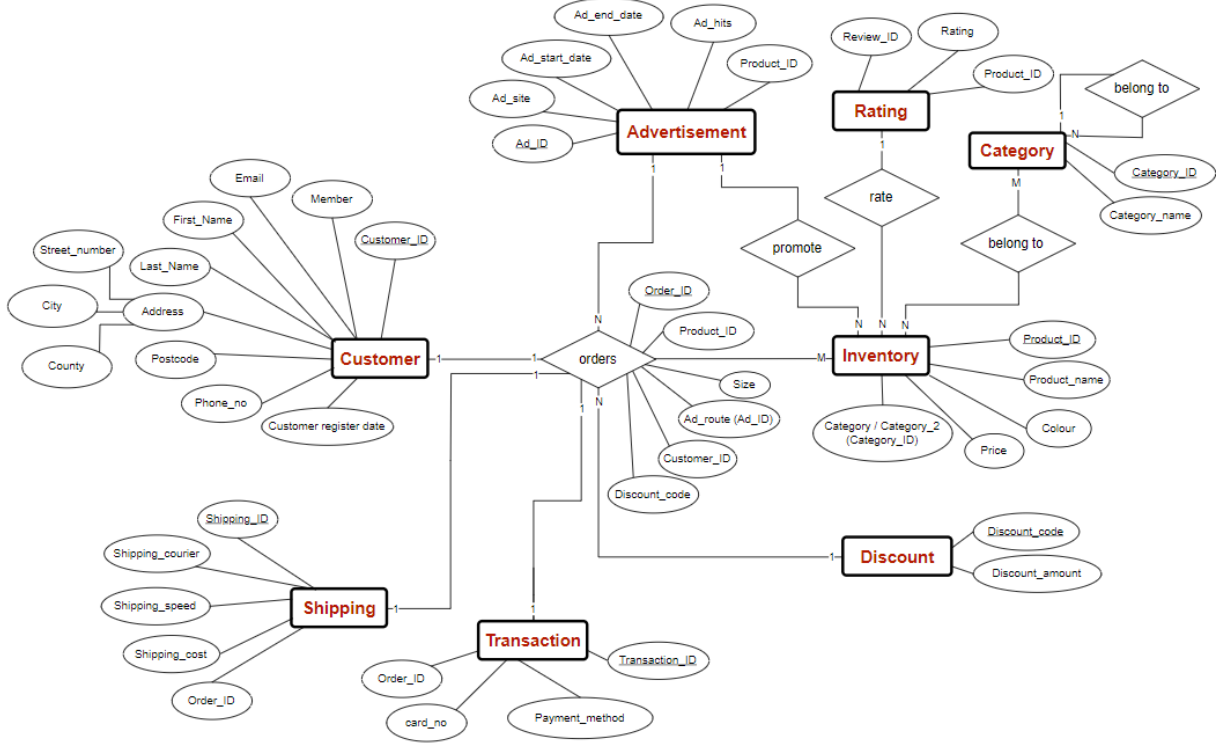 Ad_end_date
Ad_hits
Ad_start_date
Product_ID
Ad_site
Ad_ID
Advertisement
1
1
Review_ID
Rating
Product_ID
Rating
1
rate
N
belong to
1
N
Category
Category_ID
Category_name
M
belong to
N
promote
N
Email
Member
First_Name
Customer_ID
Street_number
Last_Name
City
Address
County
Postcode
Phone_no
Customer register date
Customer
1
1
orders
N
M
1
1
N
Order_ID
Product_ID
Size
Ad_route (Ad_ID)
Customer_ID
Discount_code
Inventory
Product_ID
Product_name
Colour
Price
Category / Category_2
(Category_ID)
Discount
1
Discount_code
Discount_amount
Shipping_ID
Shipping_courier
Shipping_speed
Shipping_cost
Order_ID
Shipping
1
1
Transaction
Transaction_ID
Order_ID
card_no
Payment_method